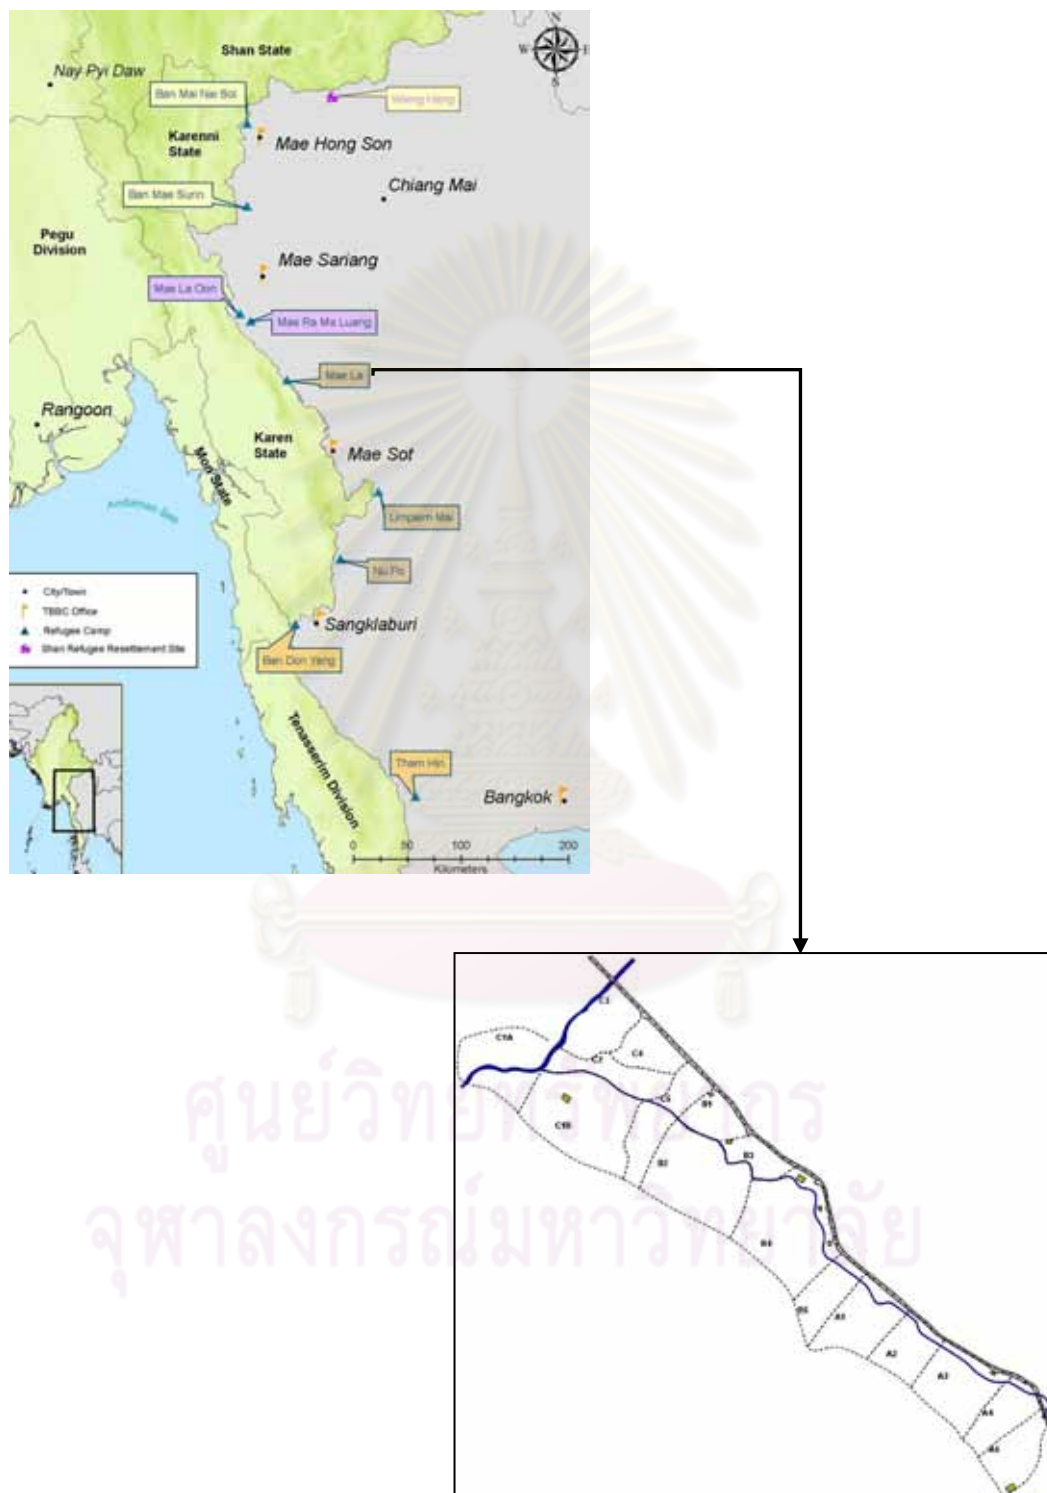 N
W
E
S
Shan State
Nay Pyi Daw
Ban Mai Nai Soi
Wieng Heng
Karenni
State
Mae Hong Son
Chiang Mai
Ban Mae Surin
Pegu
Division
Mae Sariang
Mae La Oon
Mae Ra Ma Luang
Mae La
Rangoon
Karen
State
Mae Sot
Mon State
Andaman Sea
Umpiem Mai
Nu Po
City/Town
TBBC Office
Refugee Camp
Shan Refugee Resettlement Site
Sangklaburi
Ban Don Yang
Tenasserim Division
Tham Hin
Bangkok
0 50 100 200
Kilometers
C3
C1A
C2
C4
C5
B1
C1B
B2
B3
B4
B5
A1
A2
A3
A4
A5
ศูนย์วิทยทรัพยากร
จุฬาลงกรณ์มหาวิทยาลัย